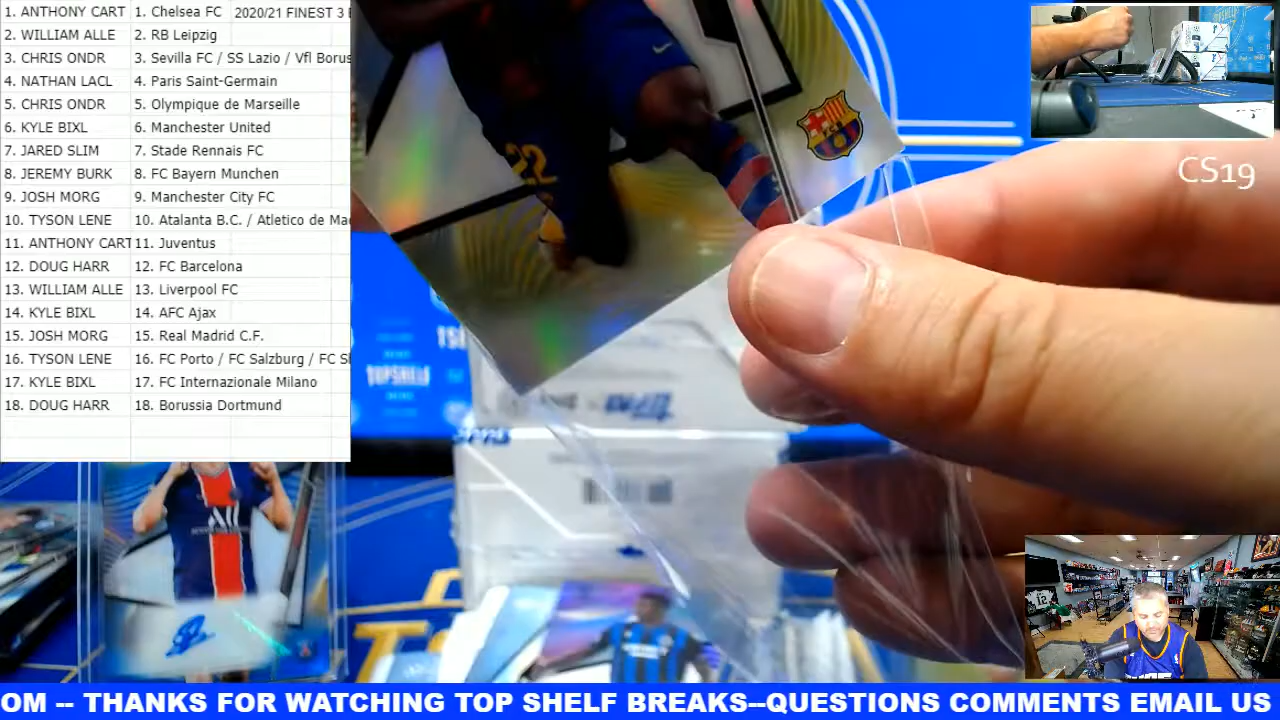 1. ANTHONY CART 1. Chelsea FC 2020/21 FINEST 3
2. WILLIAM ALLE 2. RB Leipzig
3. CHRIS ONDR 3. Sevilla FC / SS Lazio / Vfl Borus
4. NATHAN LACL 4. Paris Saint-Germain
5. CHRIS ONDR 5. Olympique de Marseille
6. KYLE BIXL 6. Manchester United
7. JARED SLIM 7. Stade Rennais FC
8. JEREMY BURK 8. FC Bayern Munchen
9. JOSH MORG 9. Manchester City FC
10. TYSON LENE 10. Atalanta B.C. / Atletico de Ma
11. ANTHONY CART 11. Juventus
12. DOUG HARR 12. FC Barcelona
13. WILLIAM ALLE 13. Liverpool FC
14. KYLE BIXL 14. AFC Ajax
15. JOSH MORG 15. Real Madrid C.F.
16. TYSON LENE 16. FC Porto / FC Salzburg / FC S
17. KYLE BIXL 17. FC Internazionale Milano
18. DOUG HARR 18. Borussia Dortmund
CS19
22
TOPSHELF
OM -- THANKS FOR WATCHING TOP SHELF BREAKS--QUESTIONS COMMENTS EMAIL US